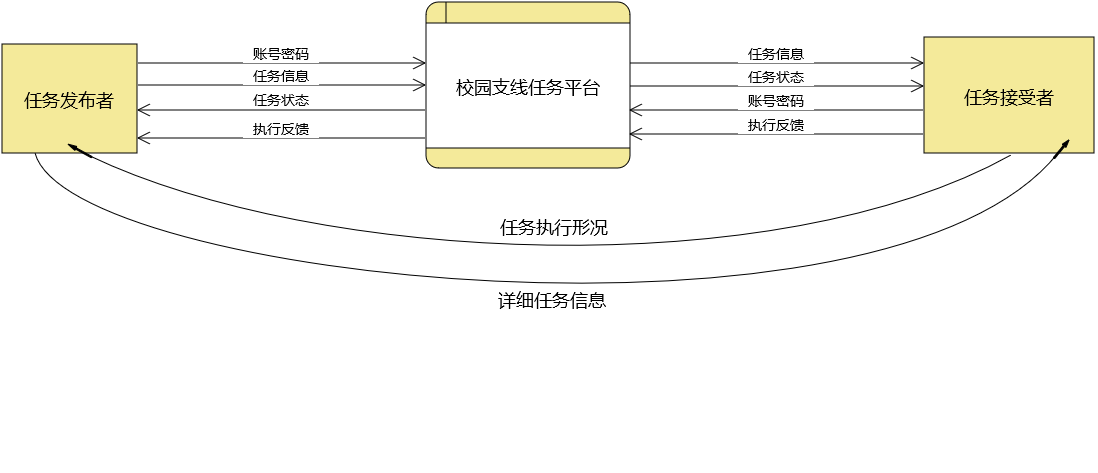 任务发布者
账号密码
任务信息
任务状态
执行反馈
校园支线任务平台
任务信息
任务状态
账号密码
执行反馈
任务接受者
任务执行形况
详细任务信息